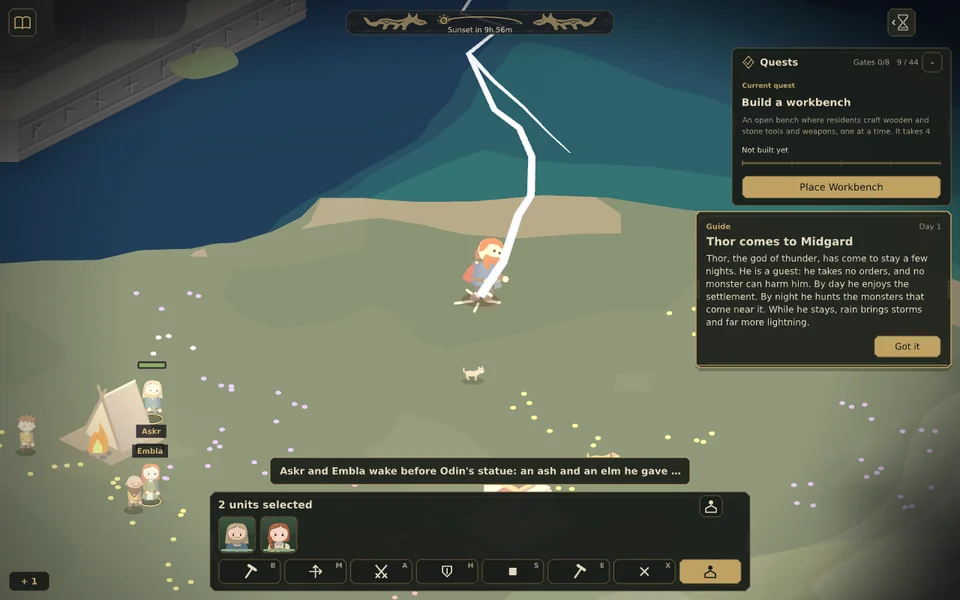 Sunset in 9h 56m
Quests
Gates 0/8 9 / 44
-
Current quest
Build a workbench
An open bench where residents craft wooden and
stone tools and weapons, one at a time. It takes 4
Not built yet
Place Workbench
Guide
Day 1
Thor comes to Midgard
Thor, the god of thunder, has come to stay a few
nights. He is a guest: he takes no orders, and no
monster can harm him. By day he enjoys the
settlement. By night he hunts the monsters that
come near it. While he stays, rain brings storms
and far more lightning.
Got it
Askr
Embla
Askr and Embla wake before Odin's statue: an ash and an elm he gave ...
2 units selected
B
M
A
H
S
E
X
+ 1